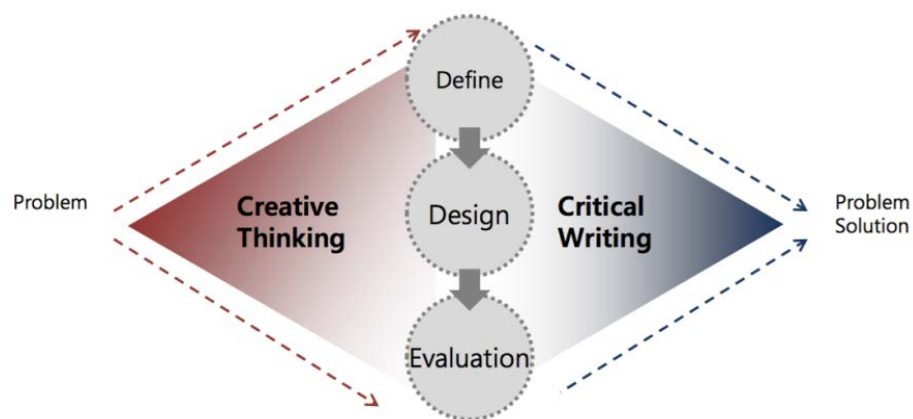 Define
Problem
Creative
Thinking
Design
Critical
Writing
Problem
Solution
Evaluation